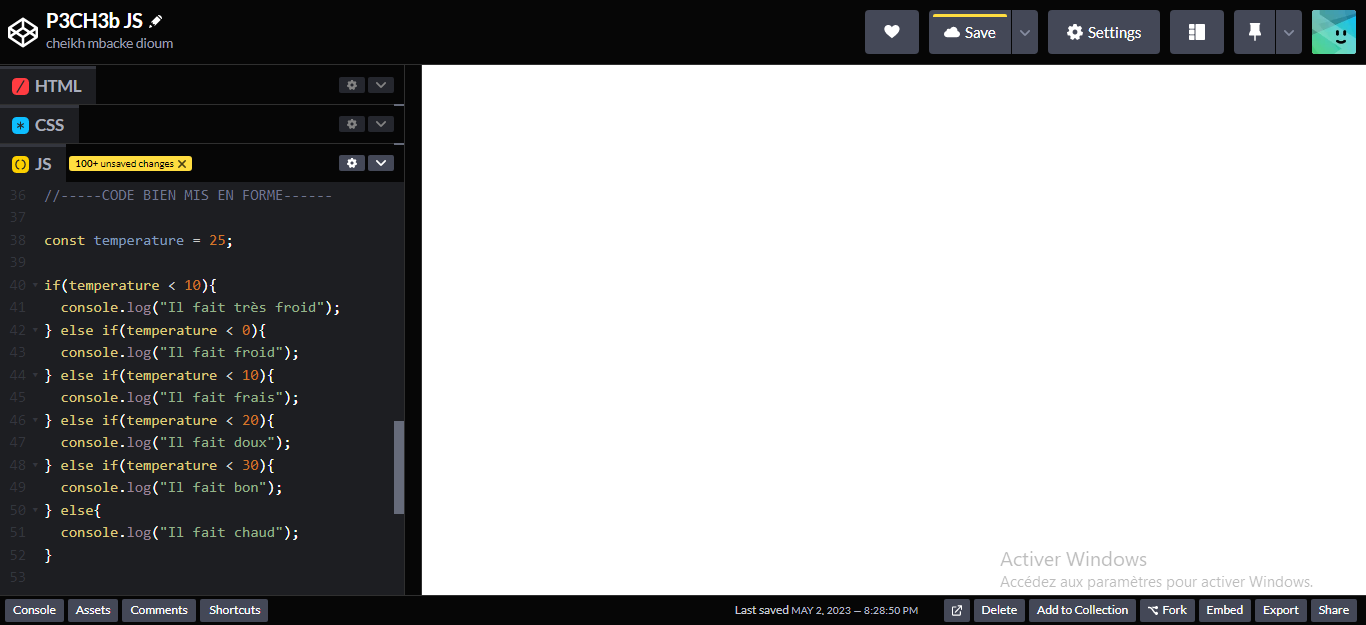 P3CH3b JS
cheikh mbacke dioum
Save
Settings
HTML
CSS
JS
100+ unsaved changes
36 //-----CODE BIEN MIS EN FORME------
37
38 const temperature = 25;
39
40 if(temperature < 10){
41 console.log("Il fait très froid");
42 } else if(temperature < 0){
43 console.log("Il fait froid");
44 } else if(temperature < 10){
45 console.log("Il fait frais");
46 } else if(temperature < 20){
47 console.log("Il fait doux");
48 } else if(temperature < 30){
49 console.log("Il fait bon");
50 } else{
51 console.log("Il fait chaud");
52 }
53
Activer Windows
Accédez aux paramètres pour activer Windows.
Console Assets Comments Shortcuts Last saved MAY 2, 2023 — 8:28:50 PM Delete Add to Collection Fork Embed Export Share